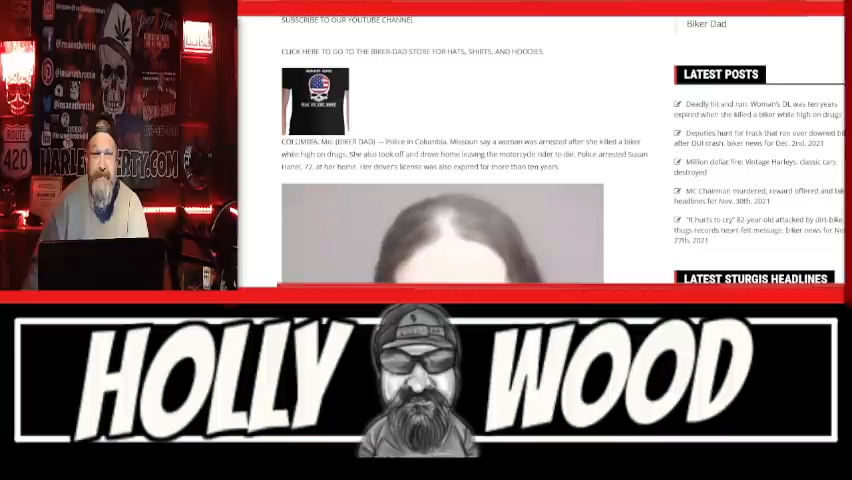 @insanethrottle
@insanethrottle
@insanethrottle
ROUTE
420
HARLEYLIBERTY.COM
SUBSCRIBE TO OUR YOUTUBE CHANNEL
CLICK HERE TO GO TO THE BIKER-DAD STORE FOR HATS, SHIRTS, AND HOODIES.
COLUMBIA, Mo. (BIKER DAD) — Police in Columbia, Missouri say a woman was arrested after she killed a biker
while high on drugs. She also took off and drove home leaving the motorcycle rider to die. Police arrested Susan
72, at her home. Her driver's license was also expired for more than ten years.
Biker Dad
LATEST POSTS
Deadly hit and run: Woman's DL was ten years
expired when she killed a biker while high on drugs
Deputies hunt for truck that ran over downed bi
after DUI crash, biker news for Dec. 2nd, 2021
Million dollar fire: Vintage Harleys, classic cars
destroyed
MC Chairman murdered, reward offered and bik
headlines for Nov. 30th, 2021
"It hurts to cry" 82-year-old attacked by dirt-bike
thugs records heart-felt message, biker news for No
27th, 2021
LATEST STURGIS HEADLINES
HOLLY WOOD